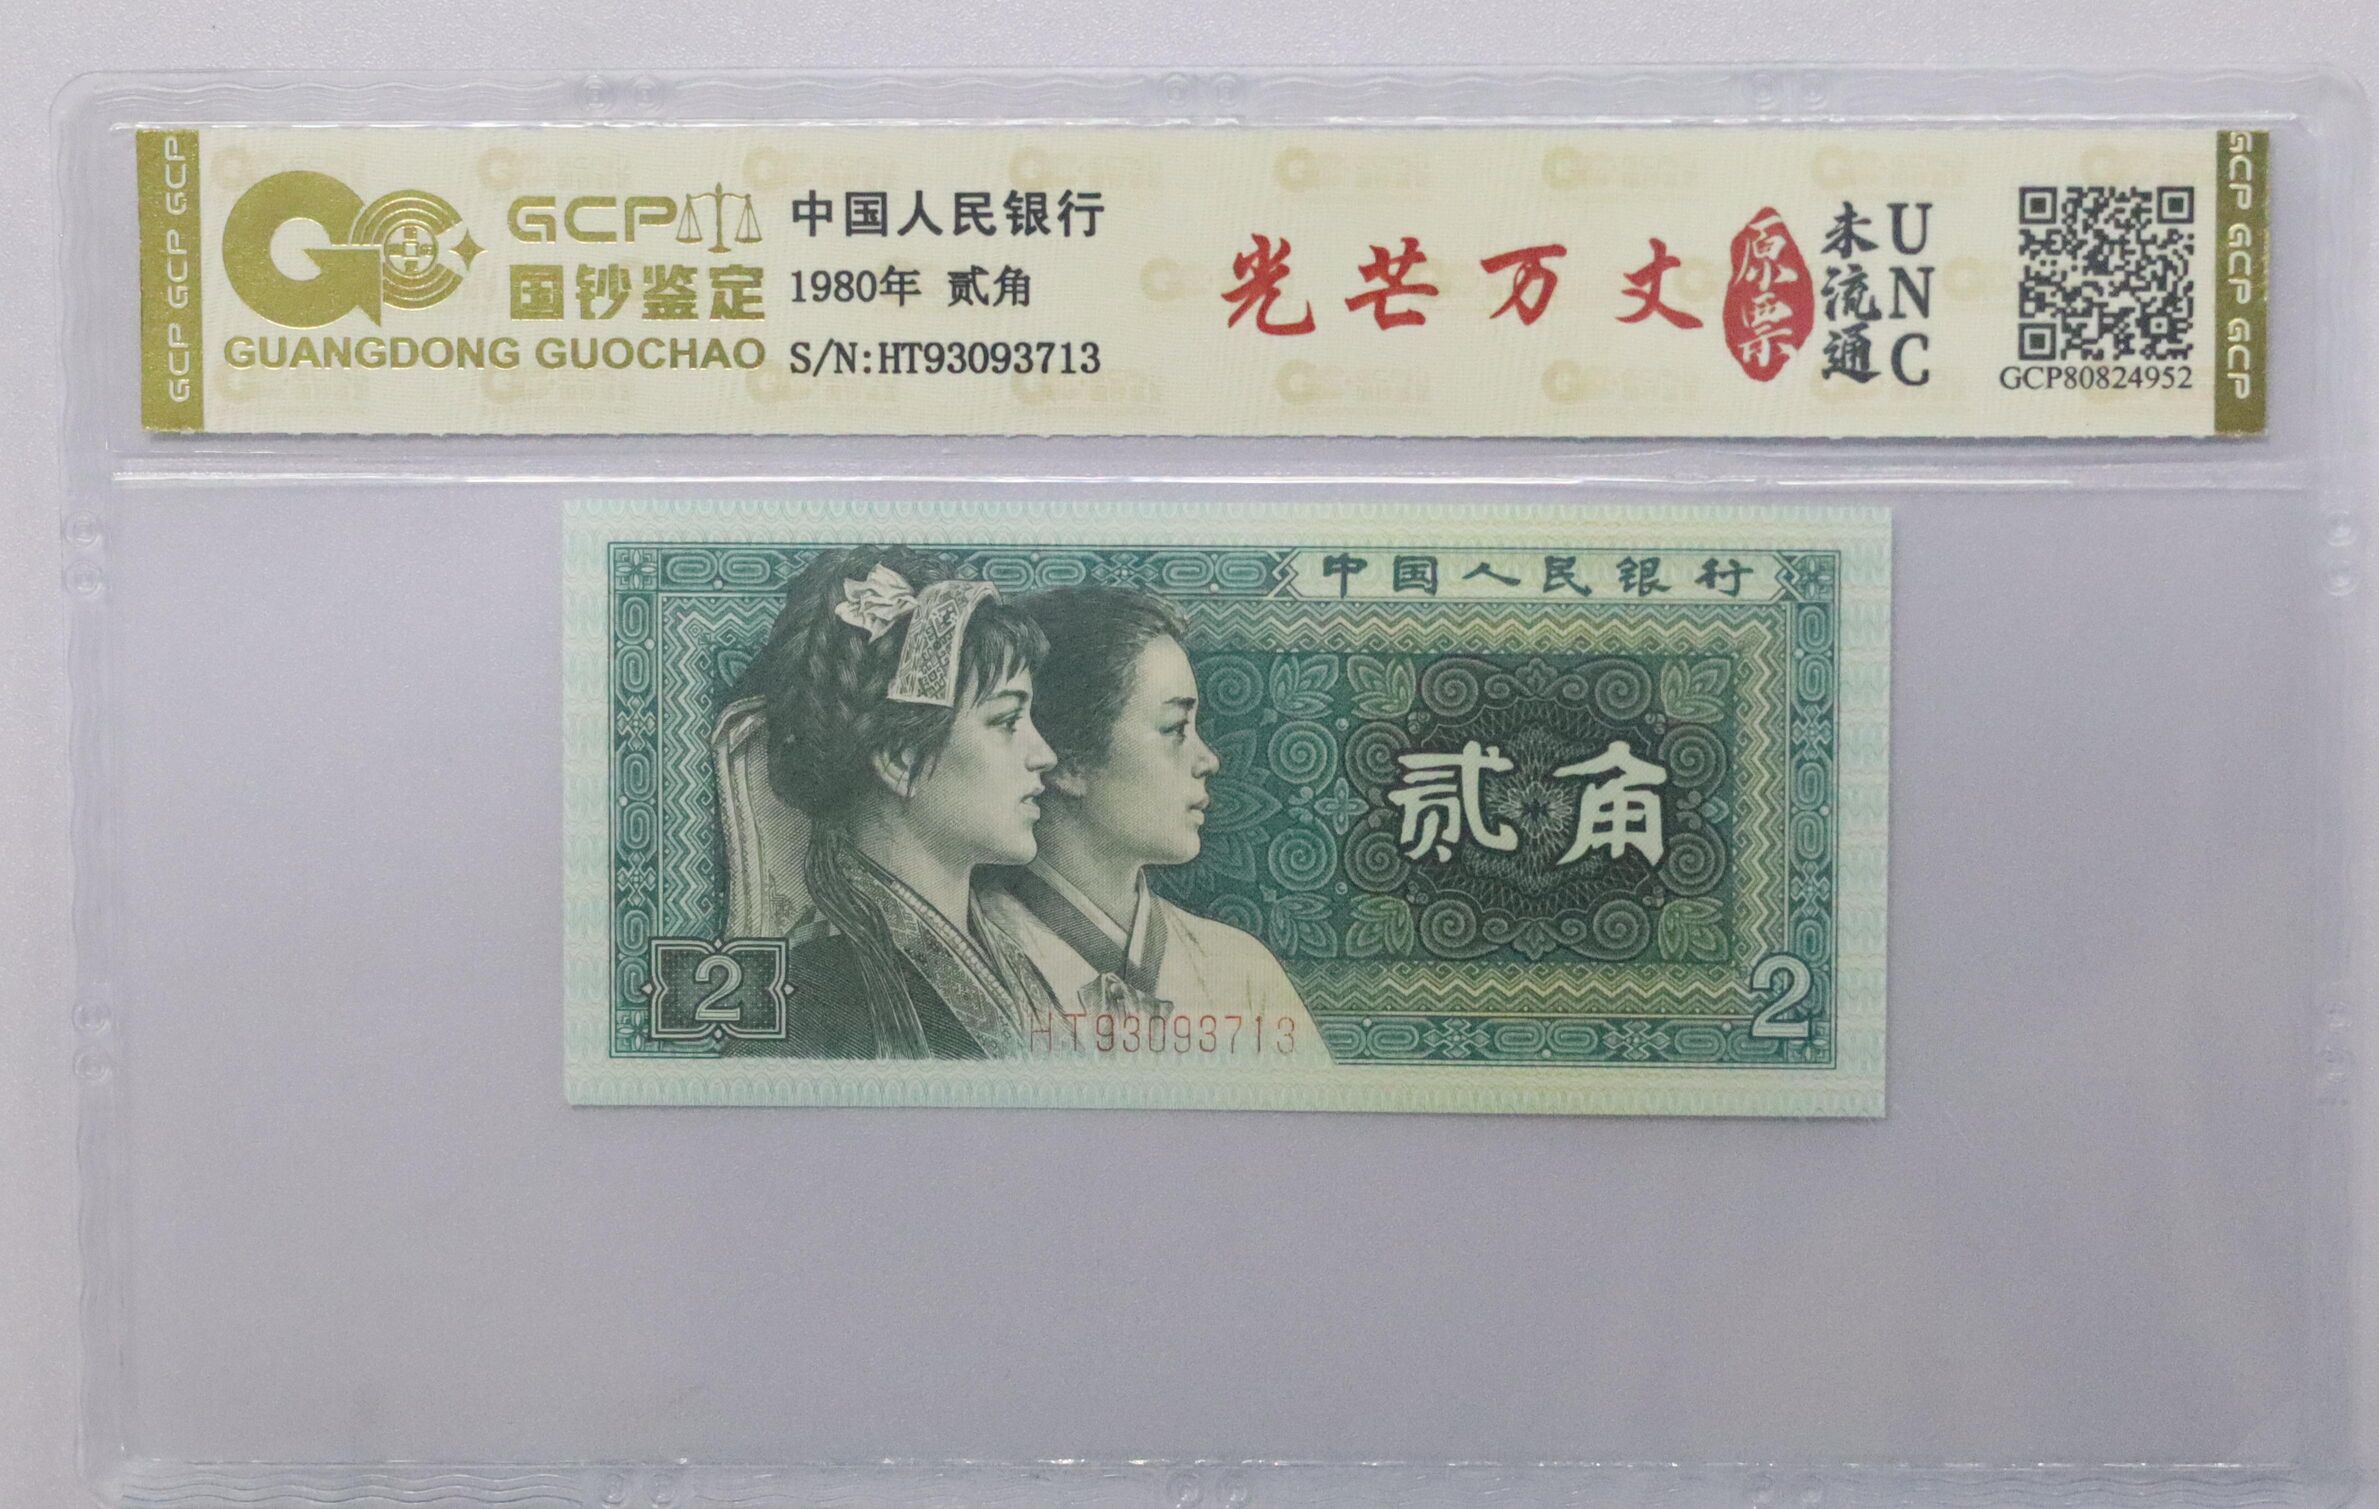 GCP GCP GCP
GCP
国钞鉴定
GUANGDONG GUOCHAO
中国人民银行
1980年 贰角
S/N:HT93093713
光芒万丈
原票
未流通
UNC
GCP80824952
GCP GCP GCP
中国人民银行
贰角
2
2
HT93093713